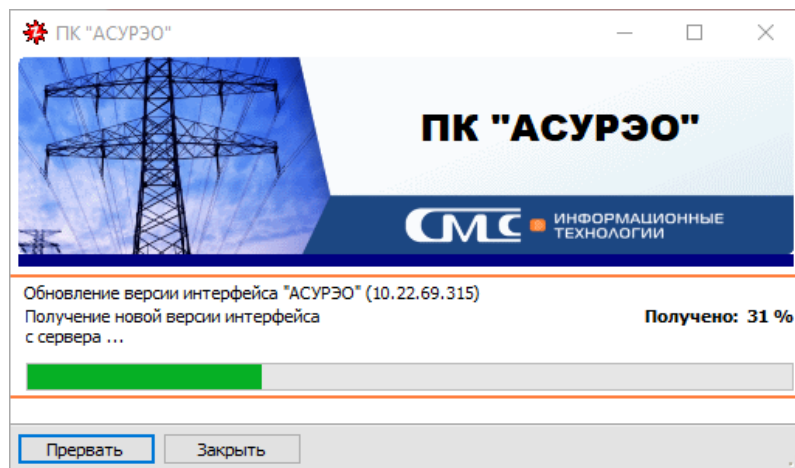 ПК "АСУРЭО"
ПК "АСУРЭО"
СМС ИНФОРМАЦИОННЫЕ
ТЕХНОЛОГИИ
Обновление версии интерфейса "АСУРЭО" (10.22.69.315)
Получение новой версии интерфейса Получено: 31 %
с сервера ...
Прервать Закрыть